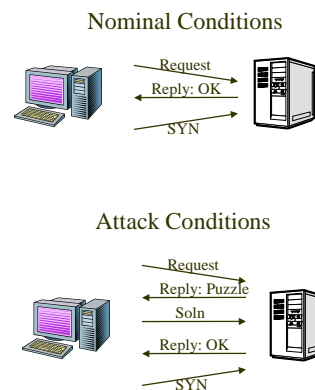 Nominal Conditions
Request
Reply: OK
SYN
Attack Conditions
Request
Reply: Puzzle
Soln
Reply: OK
SYN